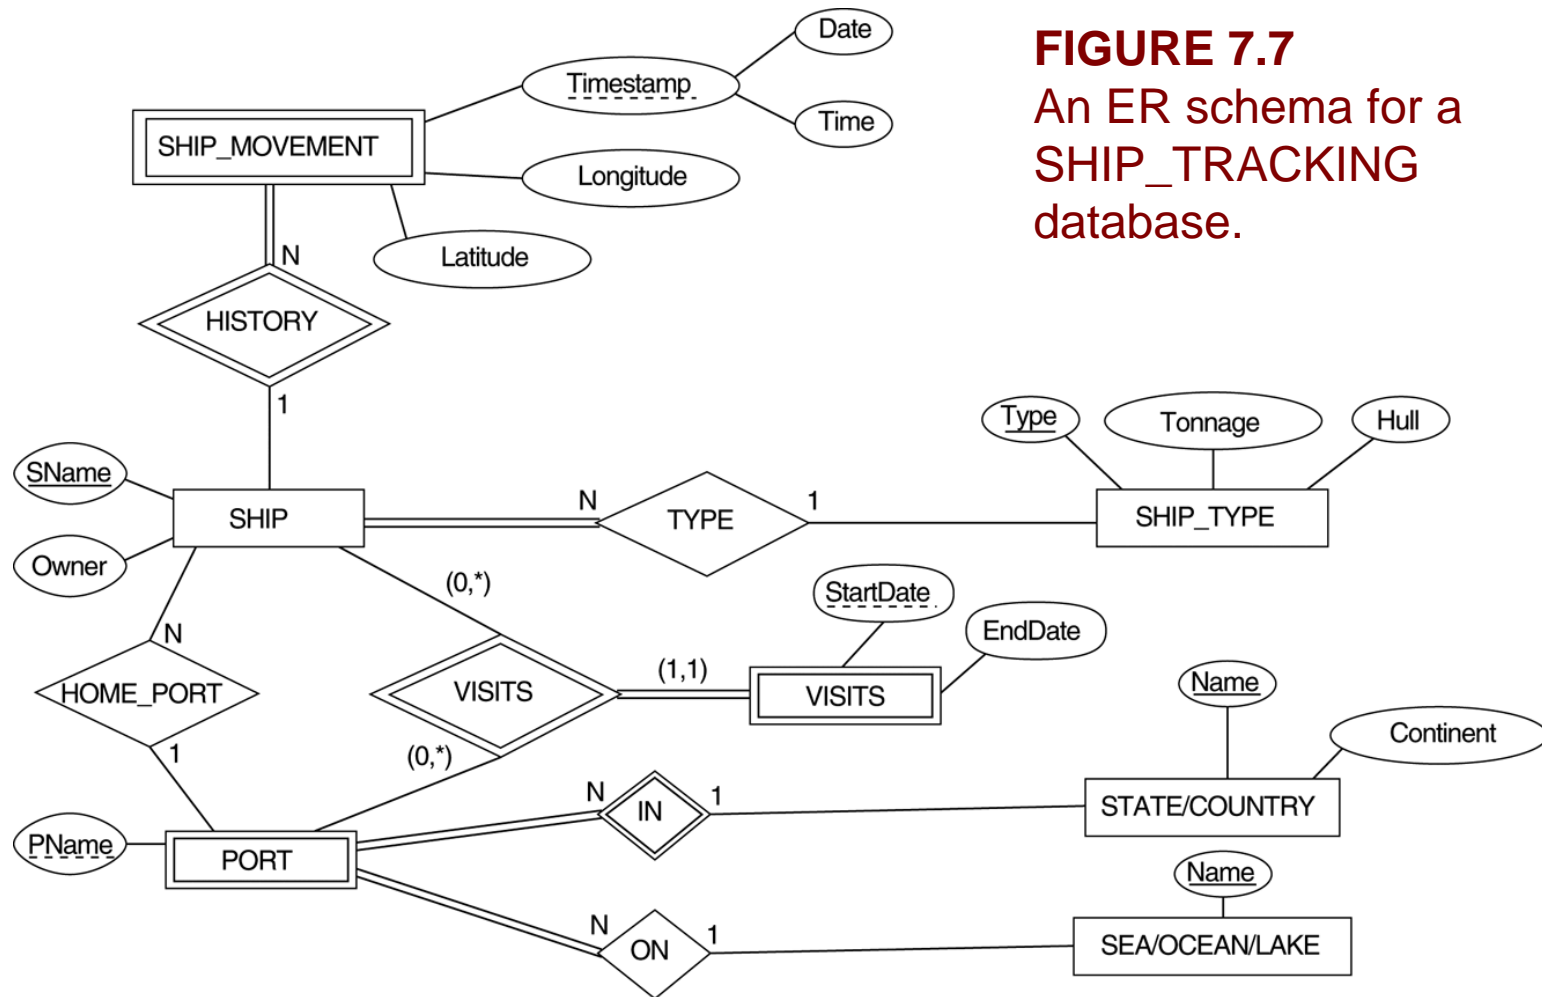 FIGURE 7.7
An ER schema for a
SHIP_TRACKING
database.
Date
Timestamp
Time
SHIP_MOVEMENT
Longitude
Latitude
N
HISTORY
1
Type
Tonnage
Hull
SName
SHIP
N
TYPE
1
SHIP_TYPE
Owner
(0,*)
StartDate
EndDate
N
HOME_PORT
VISITS
(1,1)
VISITS
1
(0,*)
Name
Continent
N
IN
1
STATE/COUNTRY
PName
PORT
Name
N
ON
1
SEA/OCEAN/LAKE